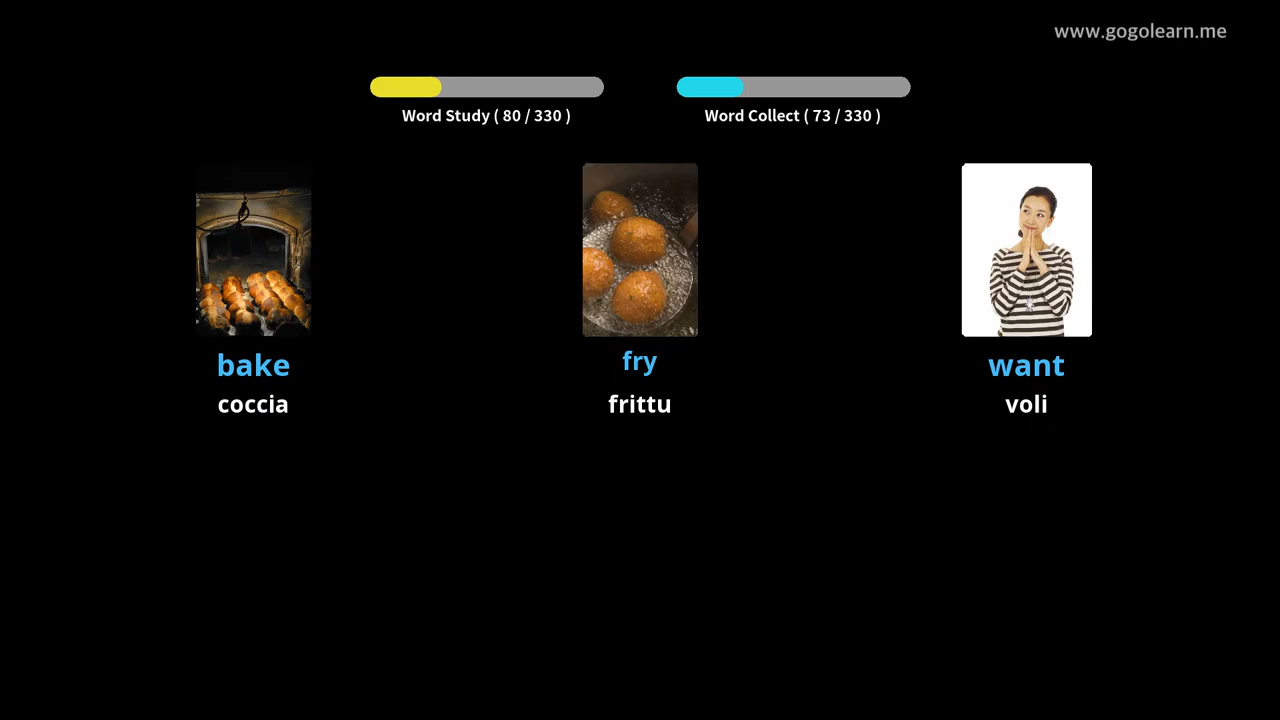 www.gogolearn.me
Word Study ( 80 / 330 )
Word Collect ( 73 / 330 )
bake
fry
want
coccia
frittu
voli